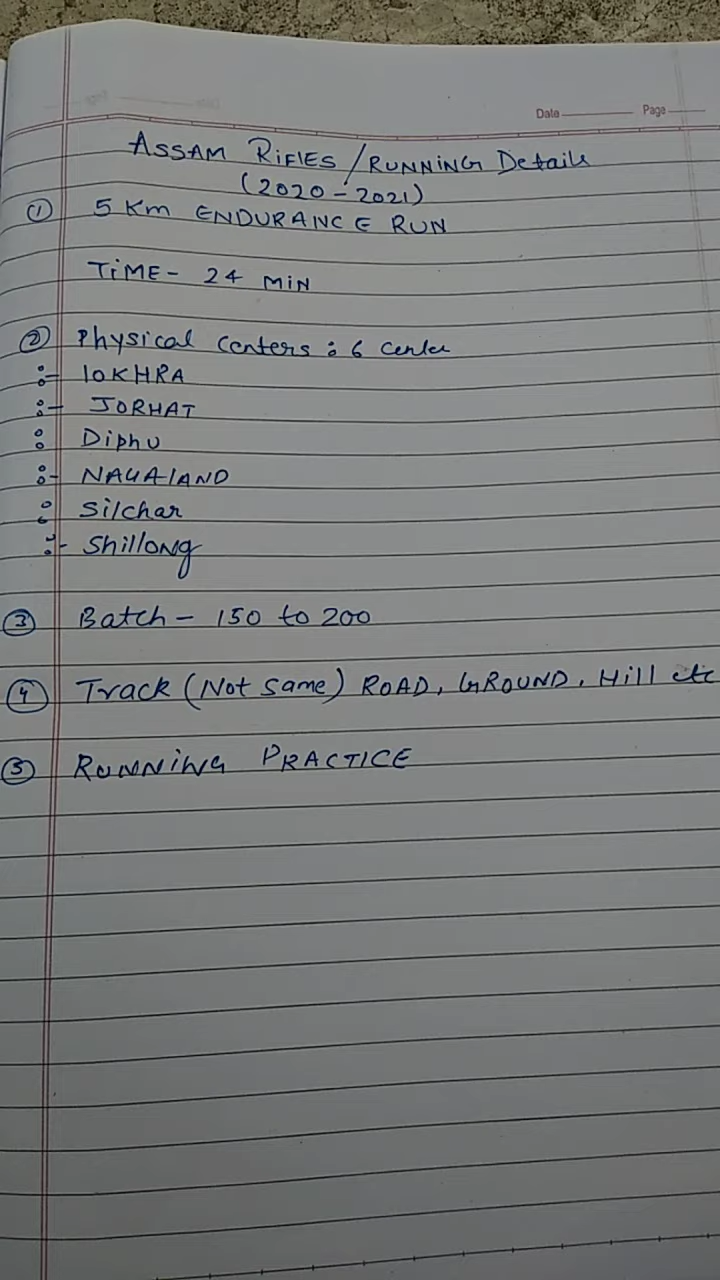 Date Page
ASSAM RiFlES / RUNNING Details
(2020-2021)
① 5 Km ENDURANCE RUN
TiME- 24 MiN
② Physical Centers : 6 Center
:- lOKHRA
:- JORHAT
: Diphu
:- NAGAlAND
: Silchar
:- Shillong
③ Batch - 150 to 200
④ Track (Not Same) ROAD, GROUND, Hill etc
⑤ RUNNiNG PRACTICE